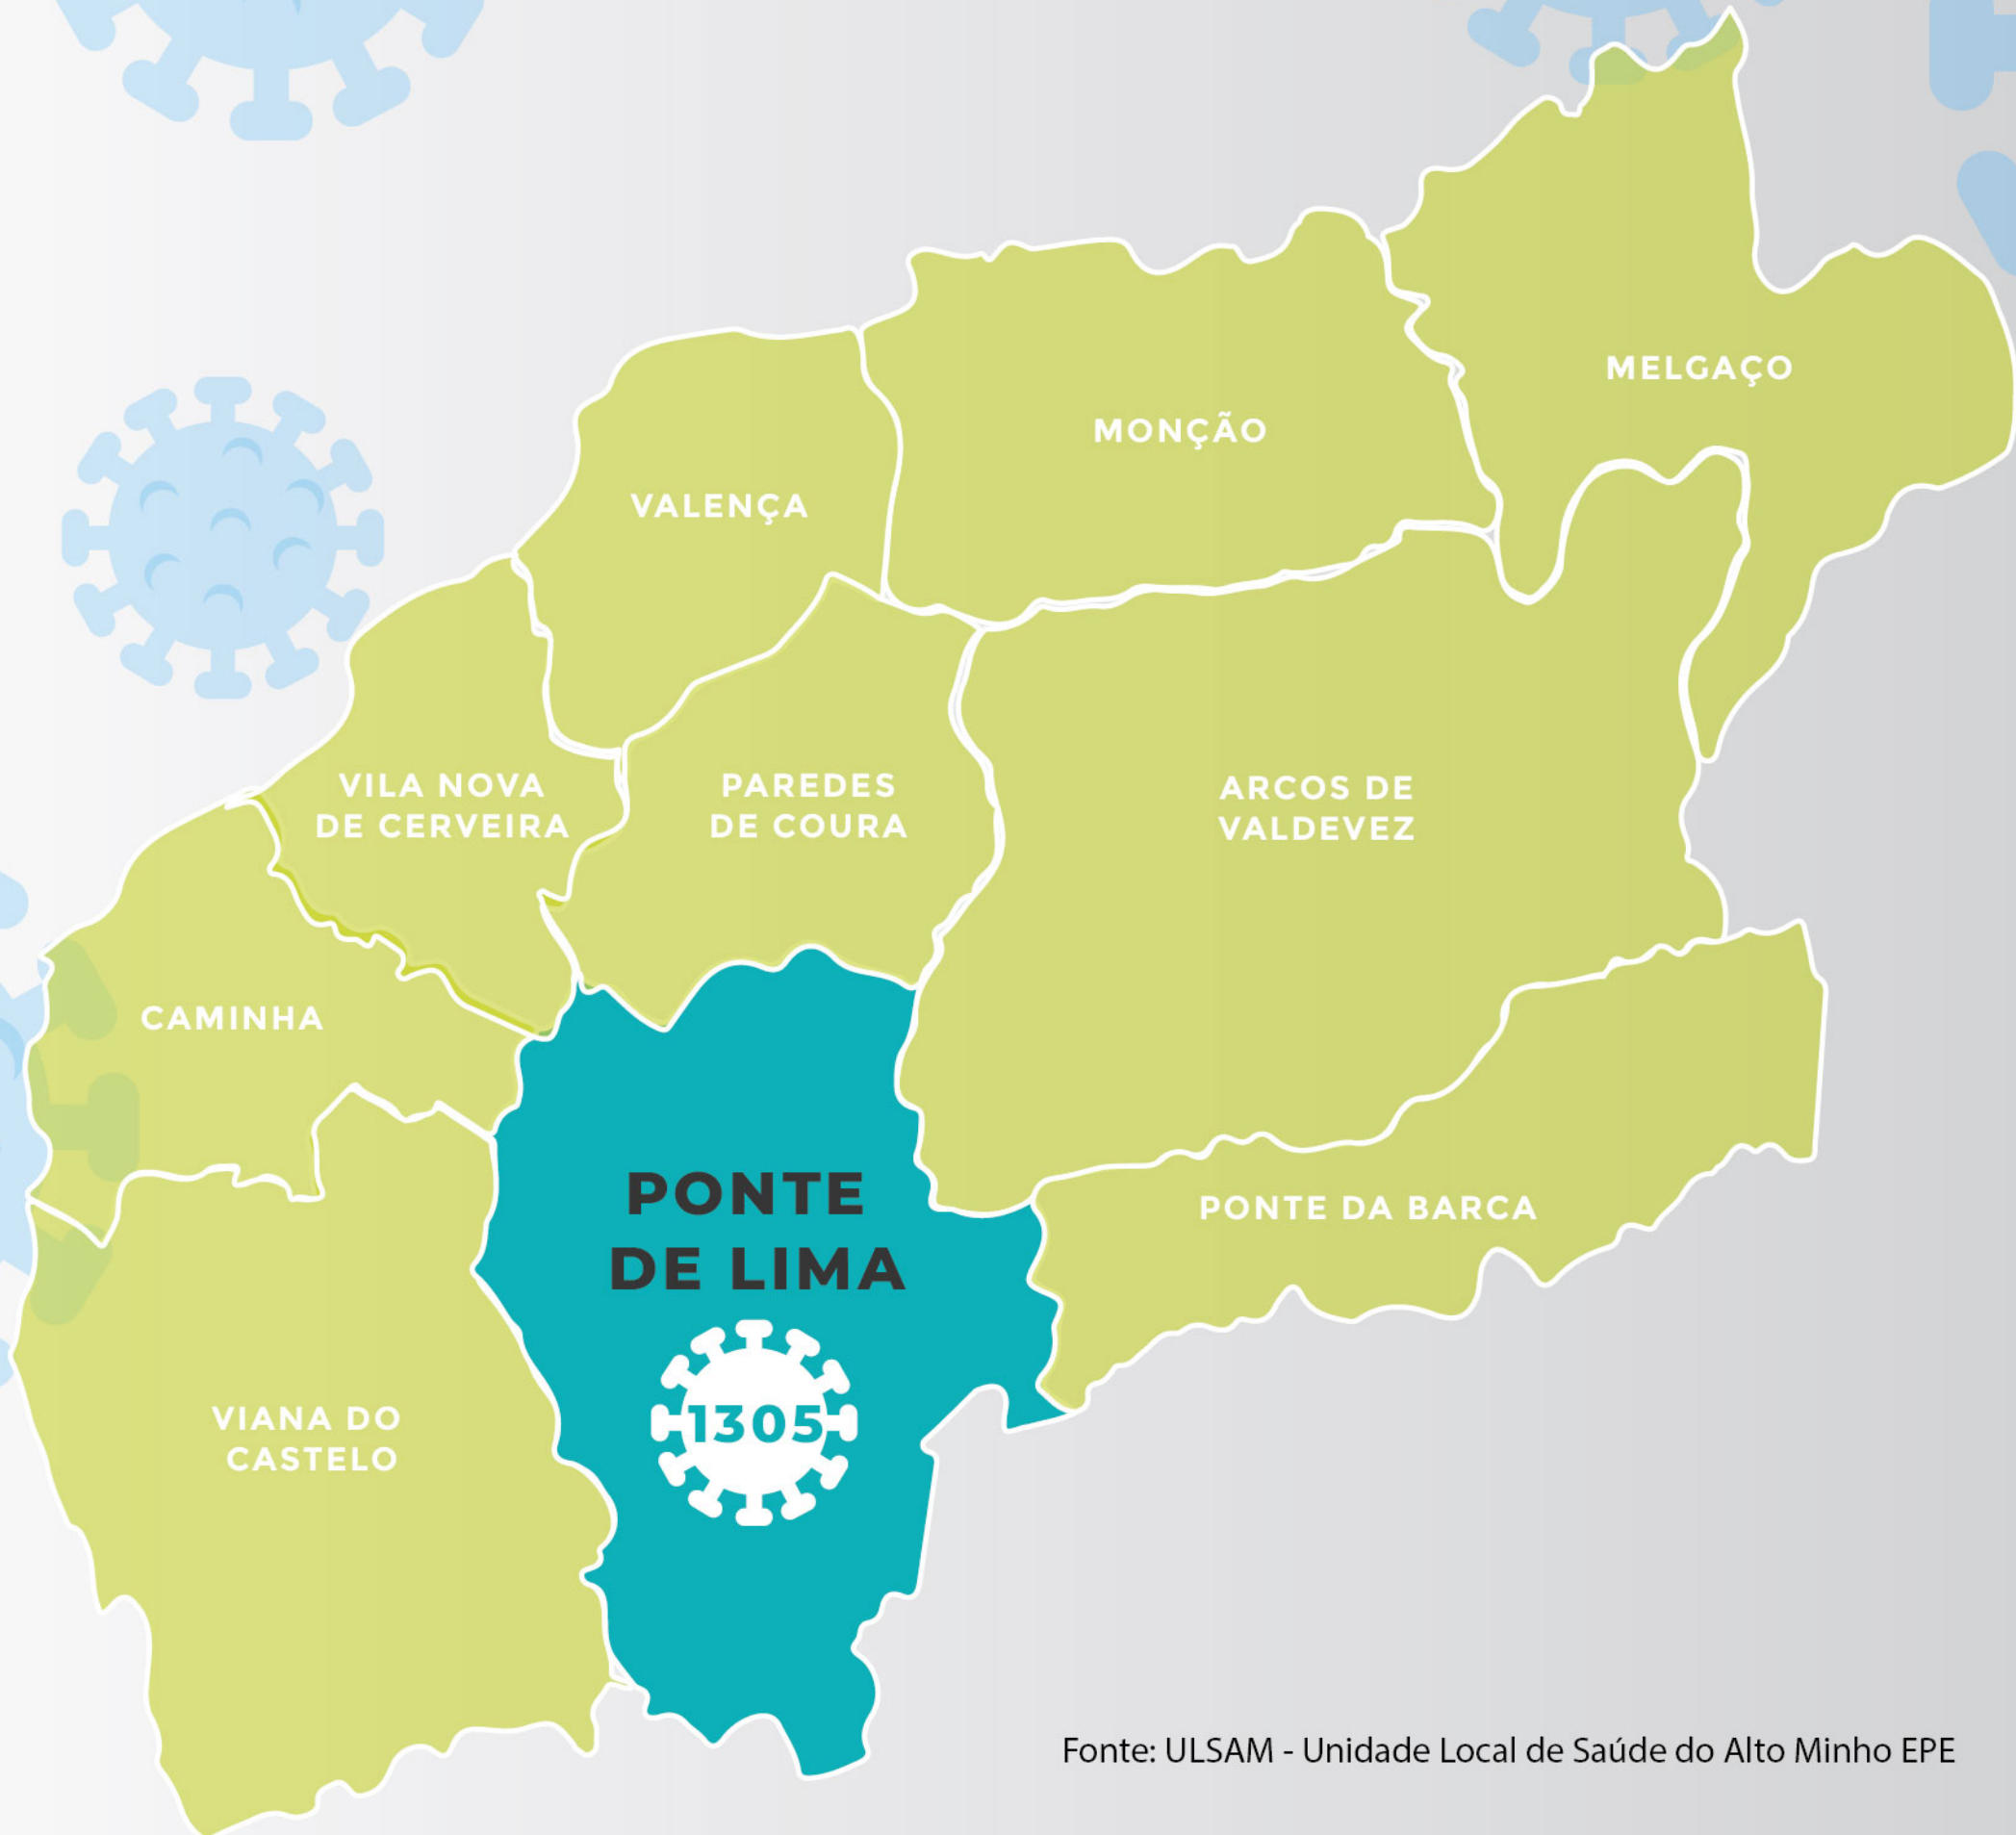 MELGAÇO
MONÇÃO
VALENÇA
VILA NOVA
DE CERVEIRA
PAREDES
DE COURA
ARCOS DE
VALDEVEZ
CAMINHA
PONTE
DE LIMA
1305
PONTE DA BARCA
VIANA DO
CASTELO
Fonte: ULSAM - Unidade Local de Saúde do Alto Minho EPE